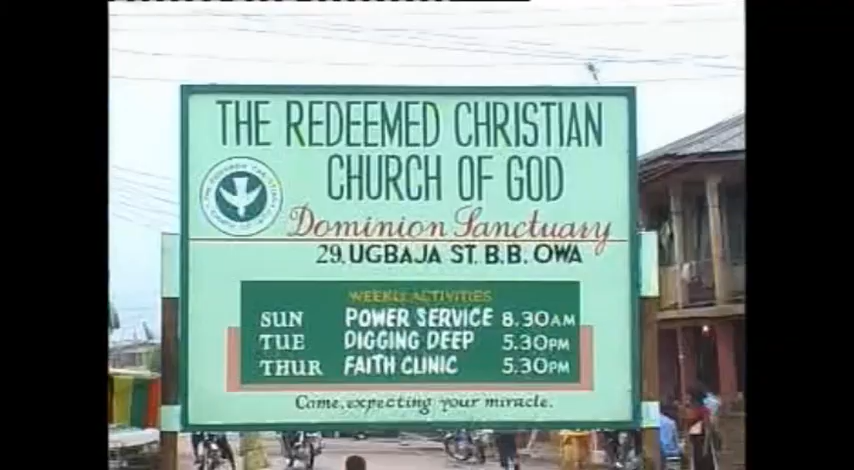 THE REDEEMED CHRISTIAN
CHURCH OF GOD
Dominion Sanctuary
29, UGBAJA ST. B.B. OWA
WEEKLY ACTIVITIES
SUN POWER SERVICE 8.30AM
TUE DIGGING DEEP 5.30PM
THUR FAITH CLINIC 5.30PM
Come, expecting your miracle.